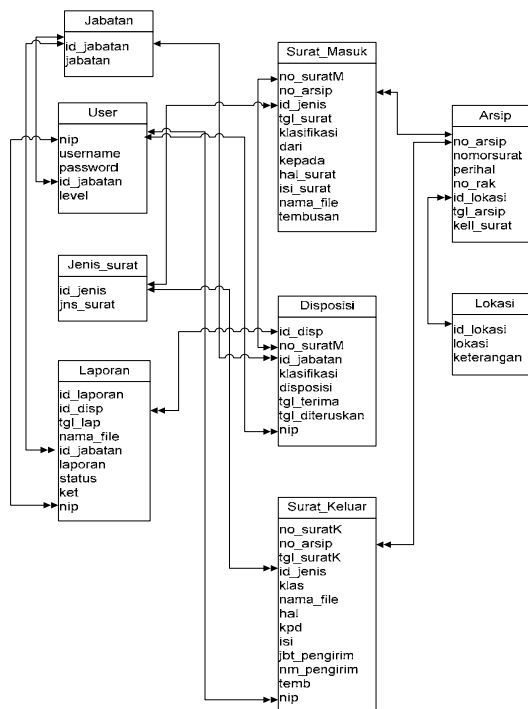 Jabatan
id_jabatan
jabatan
User
nip
username
password
id_jabatan
level
Jenis_surat
id_jenis
jns_surat
Laporan
id_laporan
id_disp
tgl_lap
nama_file
id_jabatan
laporan
status
ket
nip
Surat_Masuk
no_suratM
no_arsip
id_jenis
tgl_surat
klasifikasi
dari
kepada
hal_surat
isi_surat
nama_file
tembusan
Disposisi
id_disp
no_suratM
id_jabatan
klasifikasi
disposisi
tgl_terima
tgl_diteruskan
nip
Surat_Keluar
no_suratK
no_arsip
tgl_suratK
id_jenis
klas
nama_file
hal
kpd
isi
jbt_pengirim
nm_pengirim
temb
nip
Arsip
no_arsip
nomorsurat
perihal
no_rak
id_lokasi
tgl_arsip
kell_surat
Lokasi
id_lokasi
lokasi
keterangan